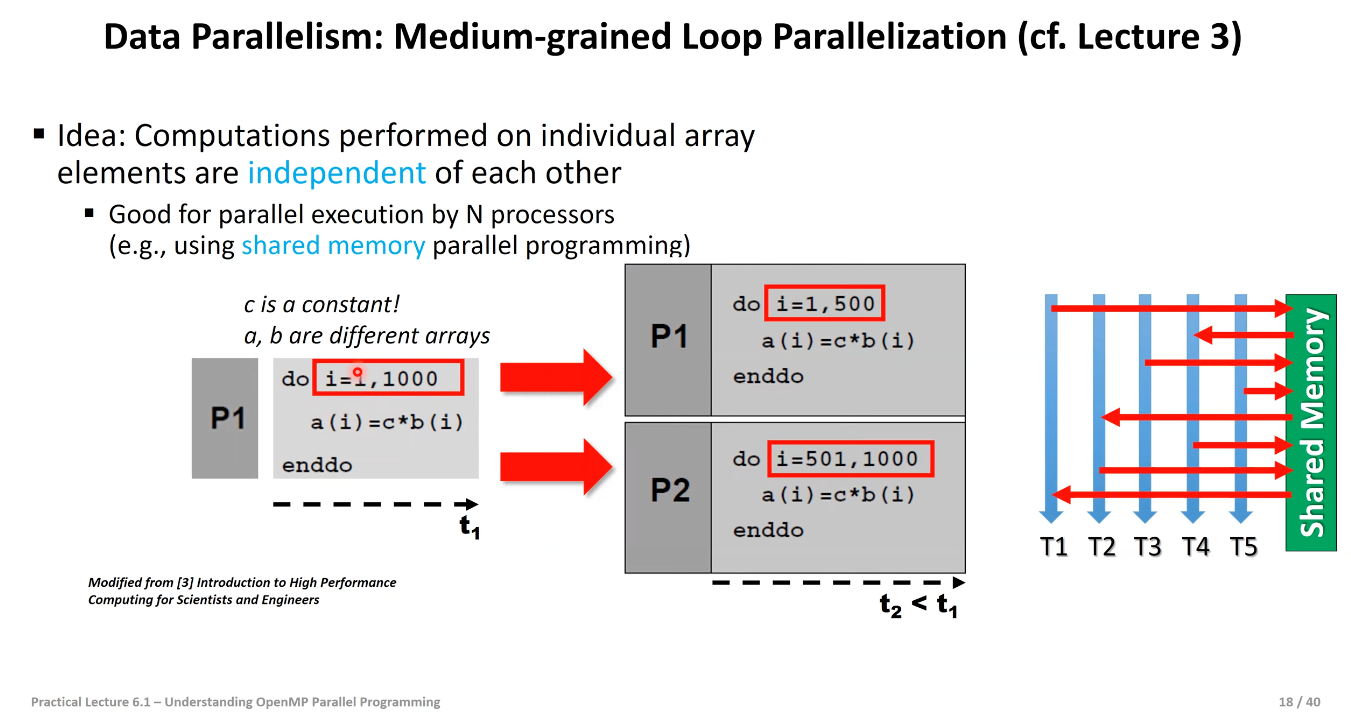 Data Parallelism: Medium-grained Loop Parallelization (cf. Lecture 3)
Idea: Computations performed on individual array
elements are independent of each other
Good for parallel execution by N processors
(e.g., using shared memory parallel programming)
c is a constant!
a, b are different arrays
P1
do i=1,1000
a(i)=c*b(i)
enddo
t1
P1
do i=1,500
a(i)=c*b(i)
enddo
P2
do i=501,1000
a(i)=c*b(i)
enddo
t2 < t1
Shared Memory
T1 T2 T3 T4 T5
Modified from [3] Introduction to High Performance
Computing for Scientists and Engineers
Practical Lecture 6.1 – Understanding OpenMP Parallel Programming
18 / 40